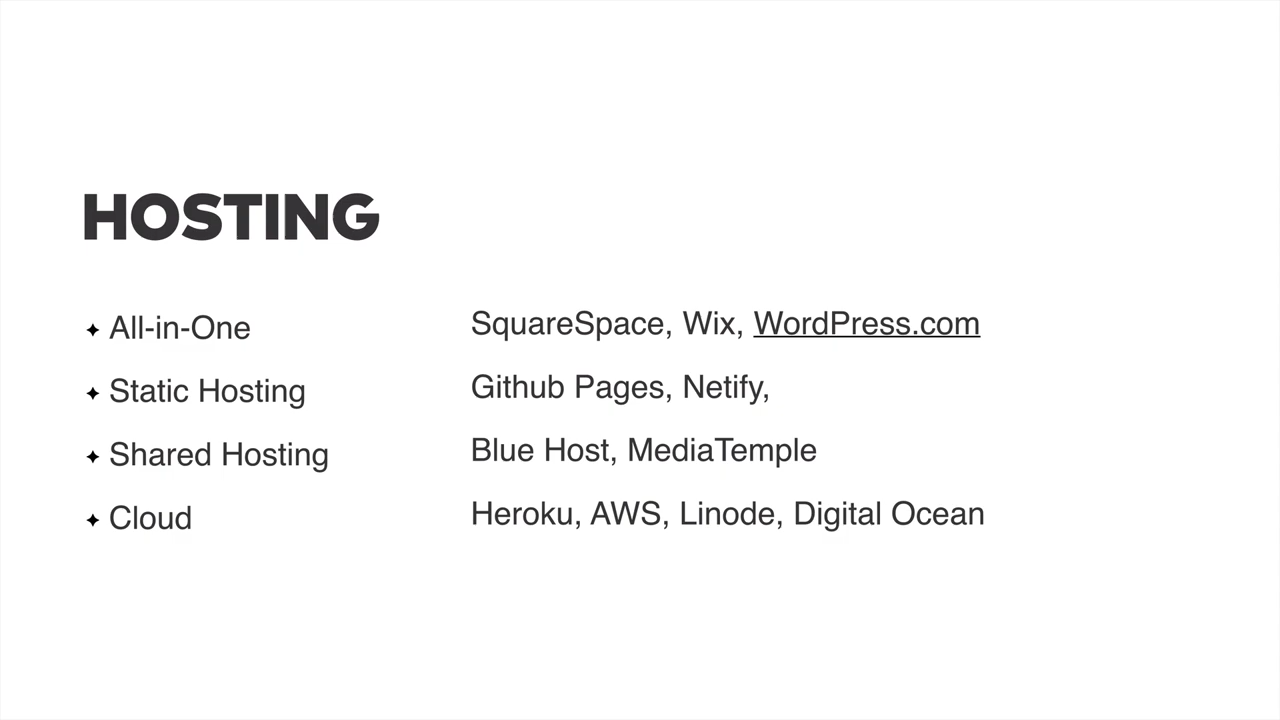 HOSTING
✦ All-in-One SquareSpace, Wix, WordPress.com
✦ Static Hosting Github Pages, Netify,
✦ Shared Hosting Blue Host, MediaTemple
✦ Cloud Heroku, AWS, Linode, Digital Ocean